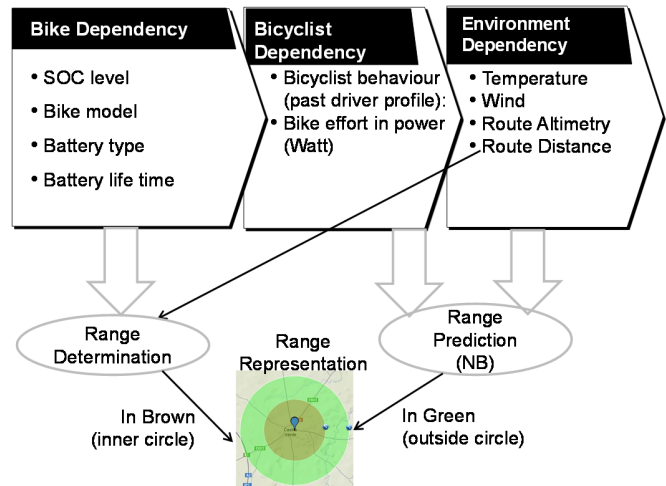 Bike Dependency
• SOC level
• Bike model
• Battery type
• Battery life time
Bicyclist
Dependency
• Bicyclist behaviour
(past driver profile):
• Bike effort in power
(Watt)
Environment
Dependency
• Temperature
• Wind
• Route Altimetry
• Route Distance
Range
Determination
Range
Representation
Range
Prediction
(NB)
In Brown
(inner circle)
In Green
(outside circle)